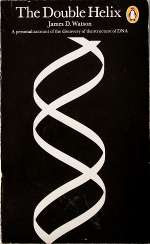 The Double Helix
James D. Watson
A personal account of the discovery of the structure of DNA